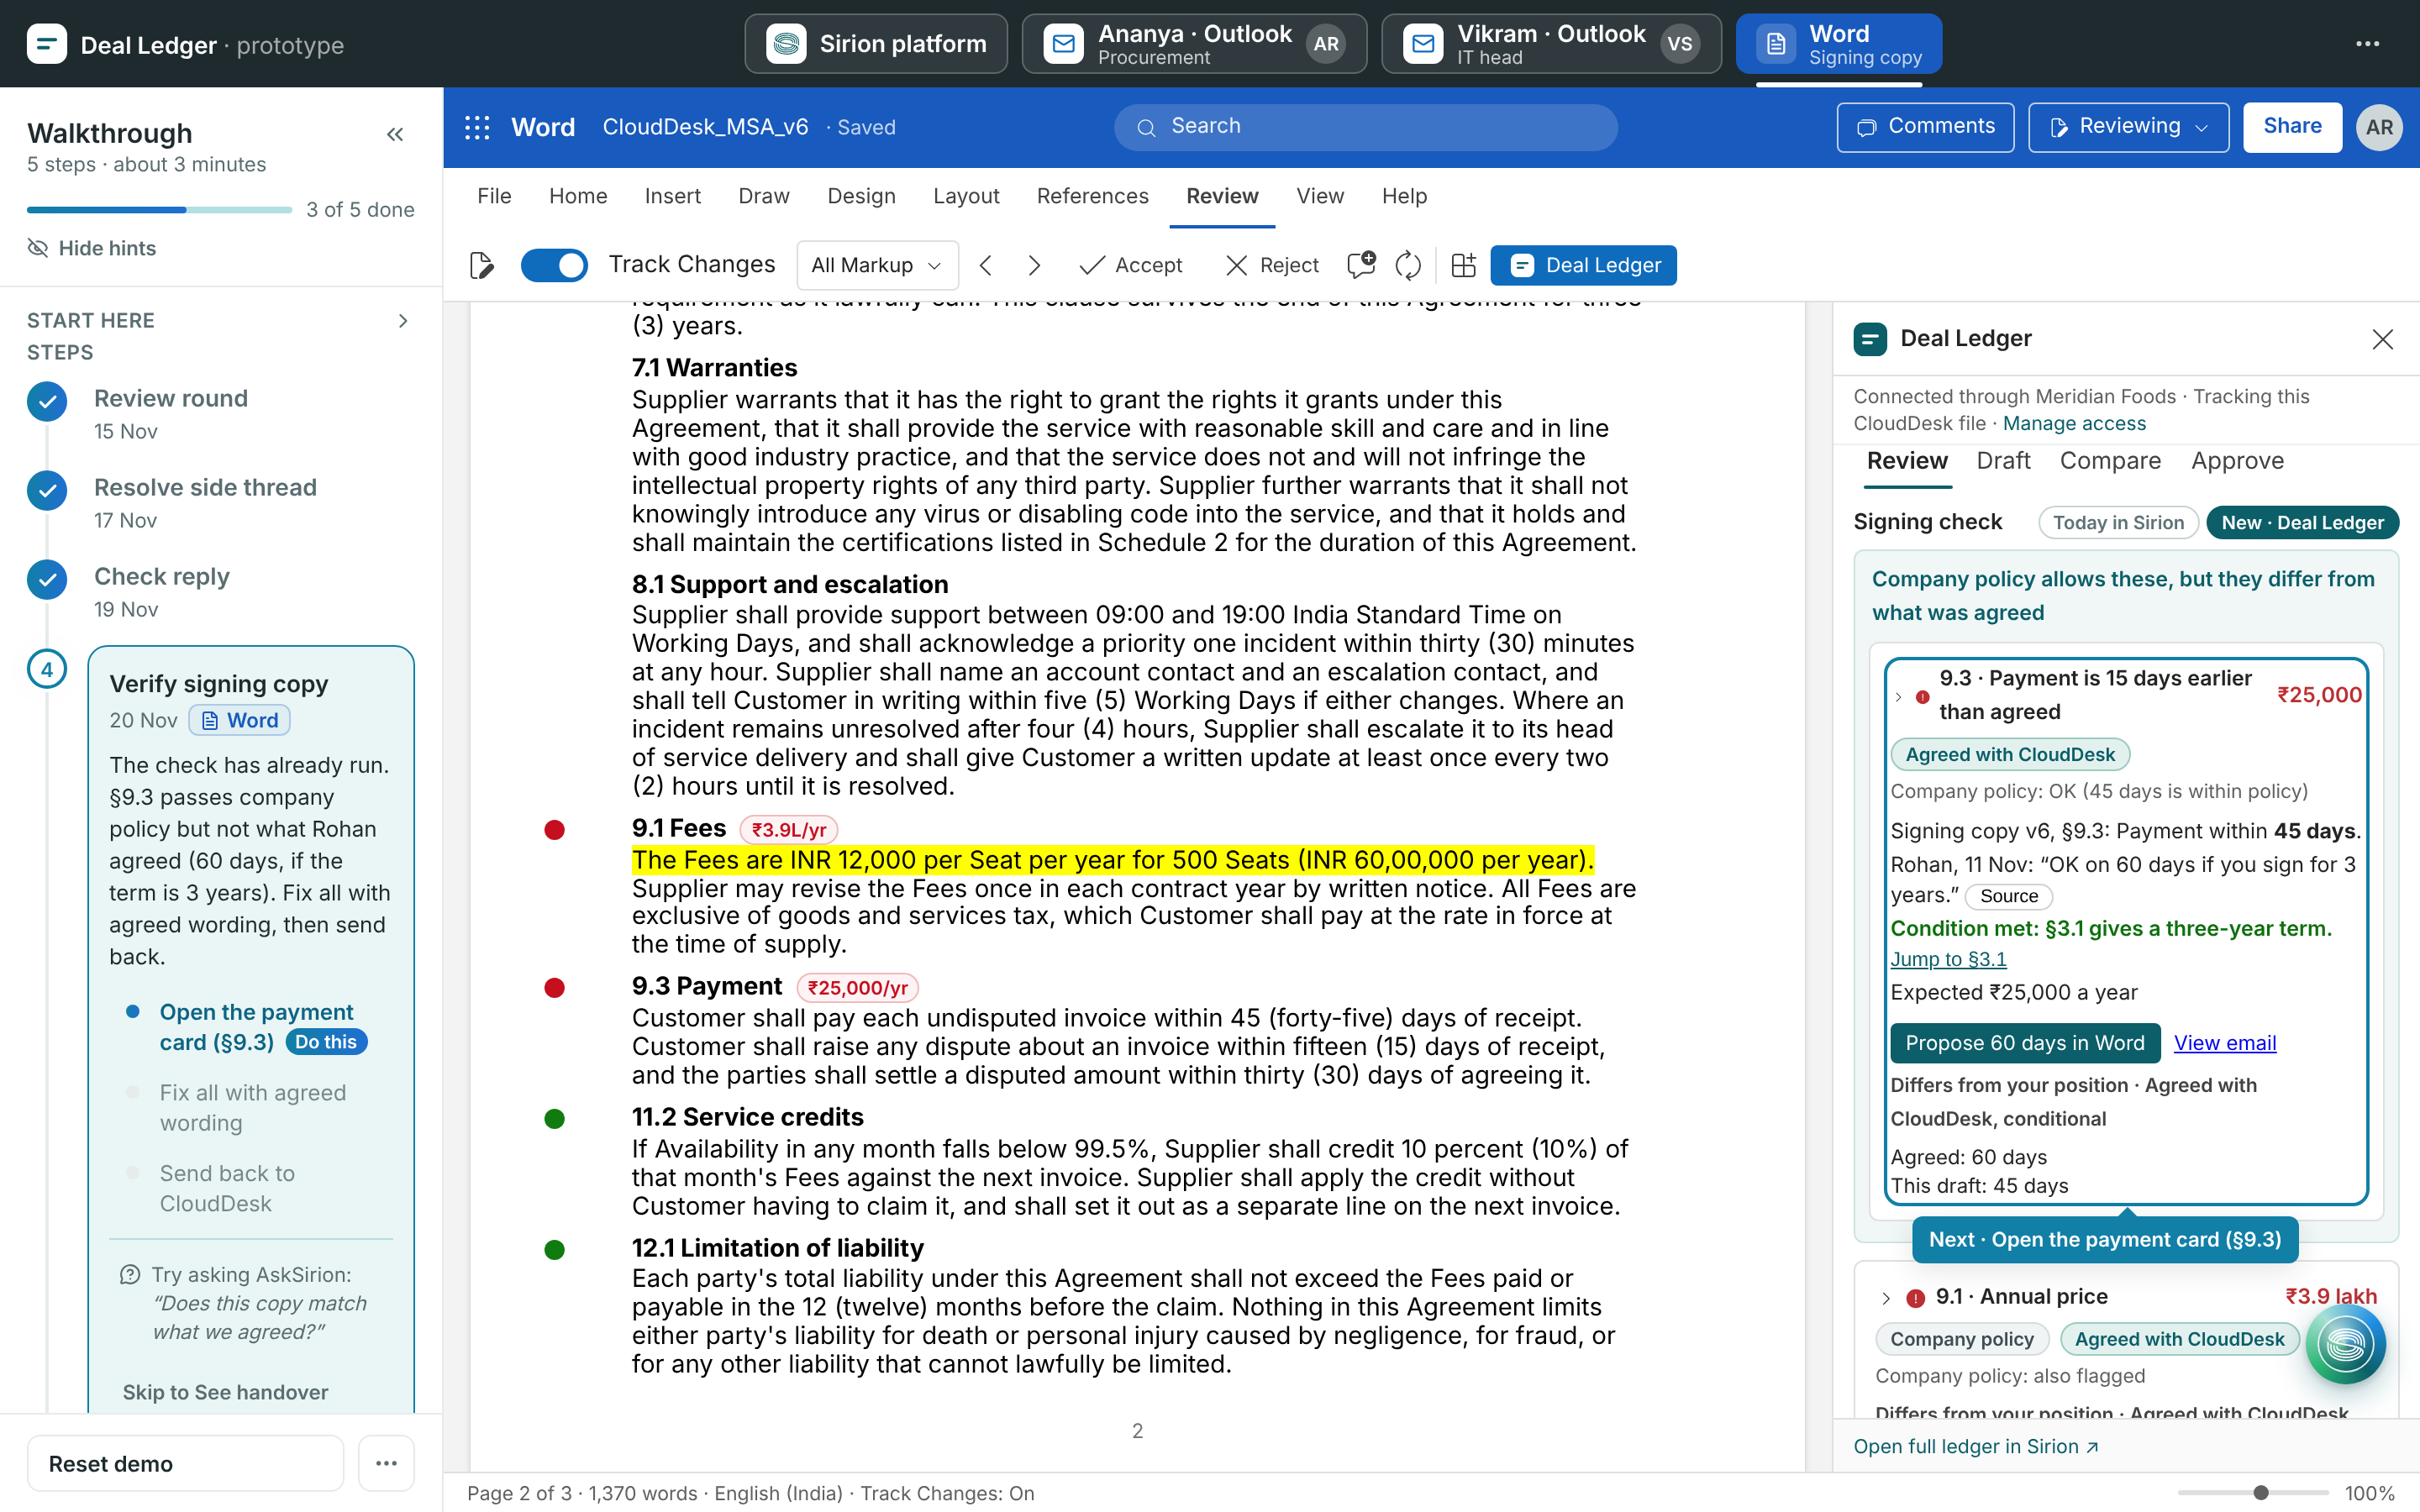 Deal Ledger · prototype
Sirion platform
Ananya · Outlook
Procurement
AR
Vikram · Outlook
IT head
VS
Word
Signing copy
Walkthrough
5 steps · about 3 minutes
3 of 5 done
Hide hints
START HERE
STEPS
Review round
15 Nov
Resolve side thread
17 Nov
Check reply
19 Nov
4
Verify signing copy
20 Nov
Word
The check has already run.
§9.3 passes company
policy but not what Rohan
agreed (60 days, if the
term is 3 years). Fix all with
agreed wording, then send
back.
Open the payment
card (§9.3) Do this
Fix all with agreed
wording
Send back to
CloudDesk
Try asking AskSirion:
“Does this copy match
what we agreed?”
Skip to See handover
Reset demo
Word CloudDesk_MSA_v6 · Saved
Search
Comments
Reviewing
Share
AR
File Home Insert Draw Design Layout References Review View Help
Track Changes
All Markup
Accept
Reject
Deal Ledger
requirement as it lawfully can. This clause survives the end of this Agreement for three
(3) years.
7.1 Warranties
Supplier warrants that it has the right to grant the rights it grants under this
Agreement, that it shall provide the service with reasonable skill and care and in line
with good industry practice, and that the service does not and will not infringe the
intellectual property rights of any third party. Supplier further warrants that it shall not
knowingly introduce any virus or disabling code into the service, and that it holds and
shall maintain the certifications listed in Schedule 2 for the duration of this Agreement.
8.1 Support and escalation
Supplier shall provide support between 09:00 and 19:00 India Standard Time on
Working Days, and shall acknowledge a priority one incident within thirty (30) minutes
at any hour. Supplier shall name an account contact and an escalation contact, and
shall tell Customer in writing within five (5) Working Days if either changes. Where an
incident remains unresolved after four (4) hours, Supplier shall escalate it to its head
of service delivery and shall give Customer a written update at least once every two
(2) hours until it is resolved.
9.1 Fees ₹3.9L/yr
The Fees are INR 12,000 per Seat per year for 500 Seats (INR 60,00,000 per year).
Supplier may revise the Fees once in each contract year by written notice. All Fees are
exclusive of goods and services tax, which Customer shall pay at the rate in force at
the time of supply.
9.3 Payment ₹25,000/yr
Customer shall pay each undisputed invoice within 45 (forty-five) days of receipt.
Customer shall raise any dispute about an invoice within fifteen (15) days of receipt,
and the parties shall settle a disputed amount within thirty (30) days of agreeing it.
11.2 Service credits
If Availability in any month falls below 99.5%, Supplier shall credit 10 percent (10%) of
that month's Fees against the next invoice. Supplier shall apply the credit without
Customer having to claim it, and shall set it out as a separate line on the next invoice.
12.1 Limitation of liability
Each party's total liability under this Agreement shall not exceed the Fees paid or
payable in the 12 (twelve) months before the claim. Nothing in this Agreement limits
either party's liability for death or personal injury caused by negligence, for fraud, or
for any other liability that cannot lawfully be limited.
2
Page 2 of 3 · 1,370 words · English (India) · Track Changes: On
100%
Deal Ledger
Connected through Meridian Foods · Tracking this
CloudDesk file · Manage access
Review Draft Compare Approve
Signing check
Today in Sirion
New · Deal Ledger
Company policy allows these, but they differ from
what was agreed
9.3 · Payment is 15 days earlier
than agreed
₹25,000
Agreed with CloudDesk
Company policy: OK (45 days is within policy)
Signing copy v6, §9.3: Payment within 45 days.
Rohan, 11 Nov: “OK on 60 days if you sign for 3
years.” Source
Condition met: §3.1 gives a three-year term.
Jump to §3.1
Expected ₹25,000 a year
Propose 60 days in Word
View email
Differs from your position · Agreed with
CloudDesk, conditional
Agreed: 60 days
This draft: 45 days
Next · Open the payment card (§9.3)
9.1 · Annual price
₹3.9 lakh
Company policy
Agreed with CloudDesk
Company policy: also flagged
Differs from your position · Agreed with CloudDesk
Open full ledger in Sirion ↗